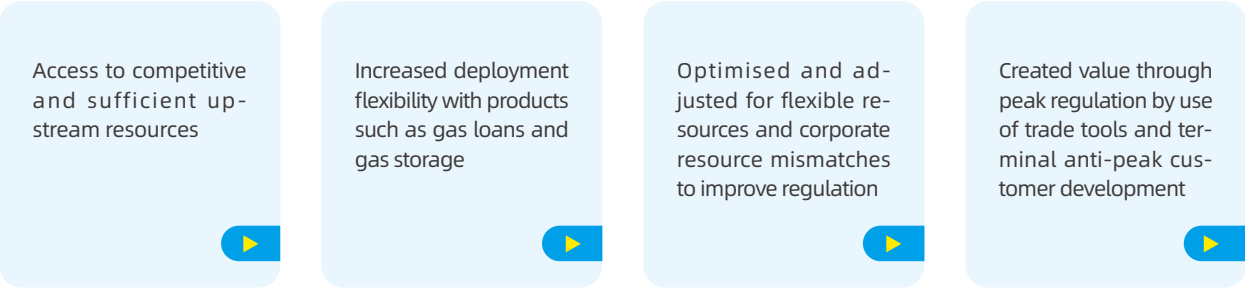 Access to competitive
and sufficient up-
stream resources
Increased deployment
flexibility with products
such as gas loans and
gas storage
Optimised and ad-
justed for flexible re-
sources and corporate
resource mismatches
to improve regulation
Created value through
peak regulation by use
of trade tools and ter-
minal anti-peak cus-
tomer development